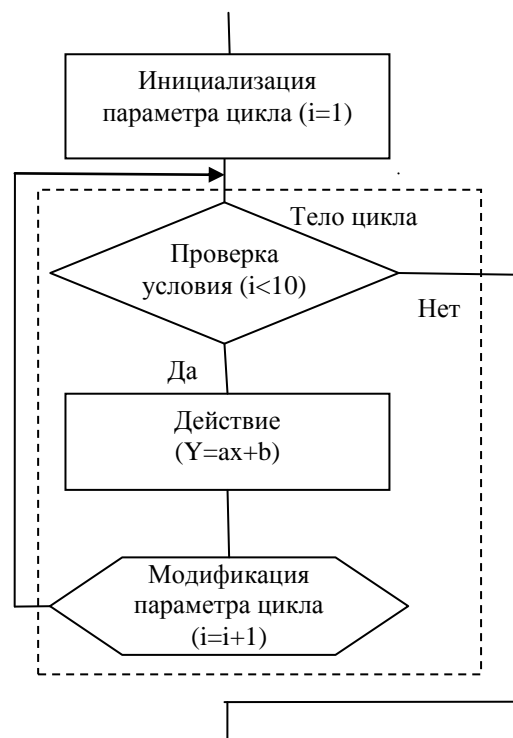 Инициализация
параметра цикла (i=1)
Тело цикла
Проверка
условия (i<10)
Нет
Да
Действие
(Y=ax+b)
Модификация
параметра цикла
(i=i+1)